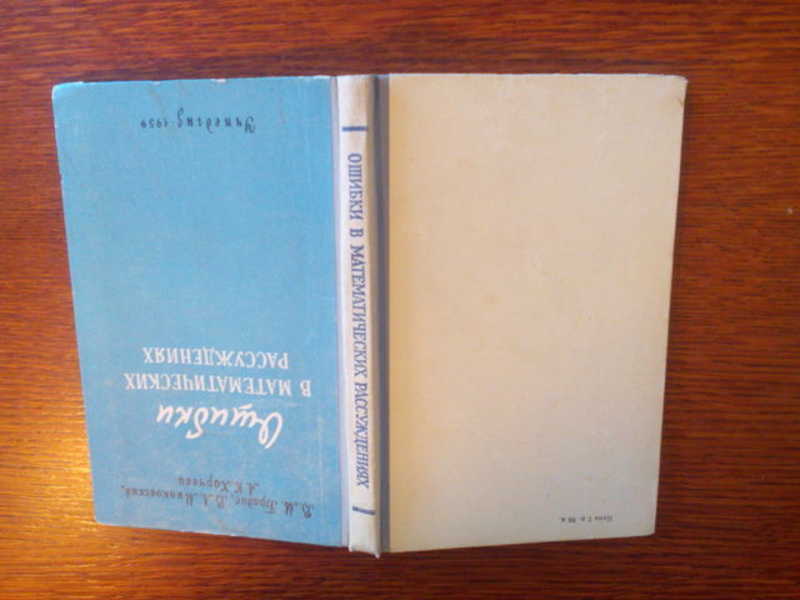 В.М. Брадис, В.Л. Минковский,
А.К. Харчева
Ошибки
В МАТЕМАТИЧЕСКИХ
РАССУЖДЕНИЯХ
Учпедгиз·1959
ОШИБКИ В МАТЕМАТИЧЕСКИХ РАССУЖДЕНИЯХ